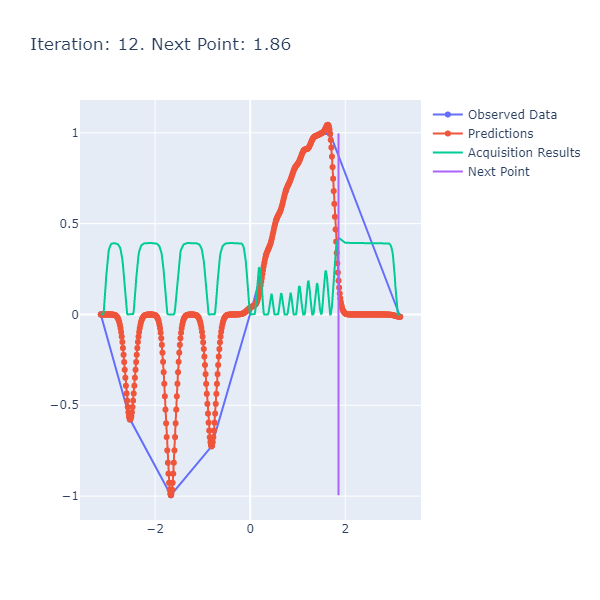 Iteration: 12. Next Point: 1.86
Observed Data
Predictions
Acquisition Results
Next Point
1
0.5
0
−0.5
−1
−2
0
2